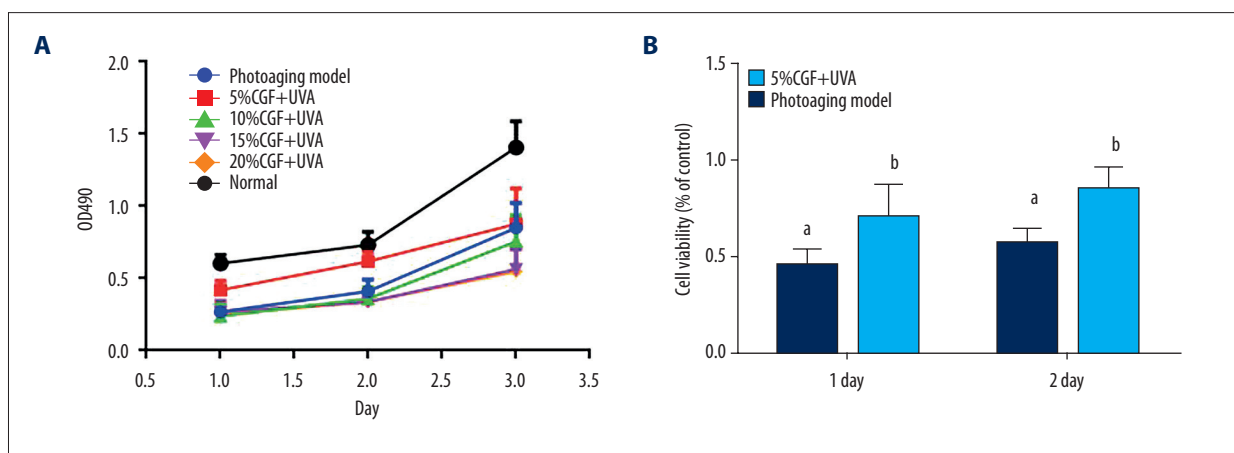 A
2.0
1.5
1.0
0.5
0.0
OD490
Photoaging model
5%CGF+UVA
10%CGF+UVA
15%CGF+UVA
20%CGF+UVA
Normal
0.5 1.0 1.5 2.0 2.5 3.0 3.5
Day
B
1.5
1.0
0.5
0.0
Cell viability (% of control)
5%CGF+UVA
Photoaging model
a b a b
1 day 2 day